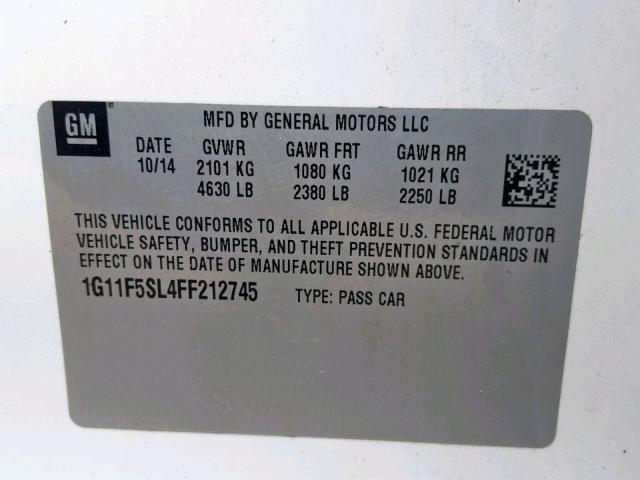 GM
MFD BY GENERAL MOTORS LLC
DATE GVWR GAWR FRT GAWR RR
10/14 2101 KG 1080 KG 1021 KG
4630 LB 2380 LB 2250 LB
THIS VEHICLE CONFORMS TO ALL APPLICABLE U.S. FEDERAL MOTOR
VEHICLE SAFETY, BUMPER, AND THEFT PREVENTION STANDARDS IN
EFFECT ON THE DATE OF MANUFACTURE SHOWN ABOVE.
1G11F5SL4FF212745 TYPE: PASS CAR